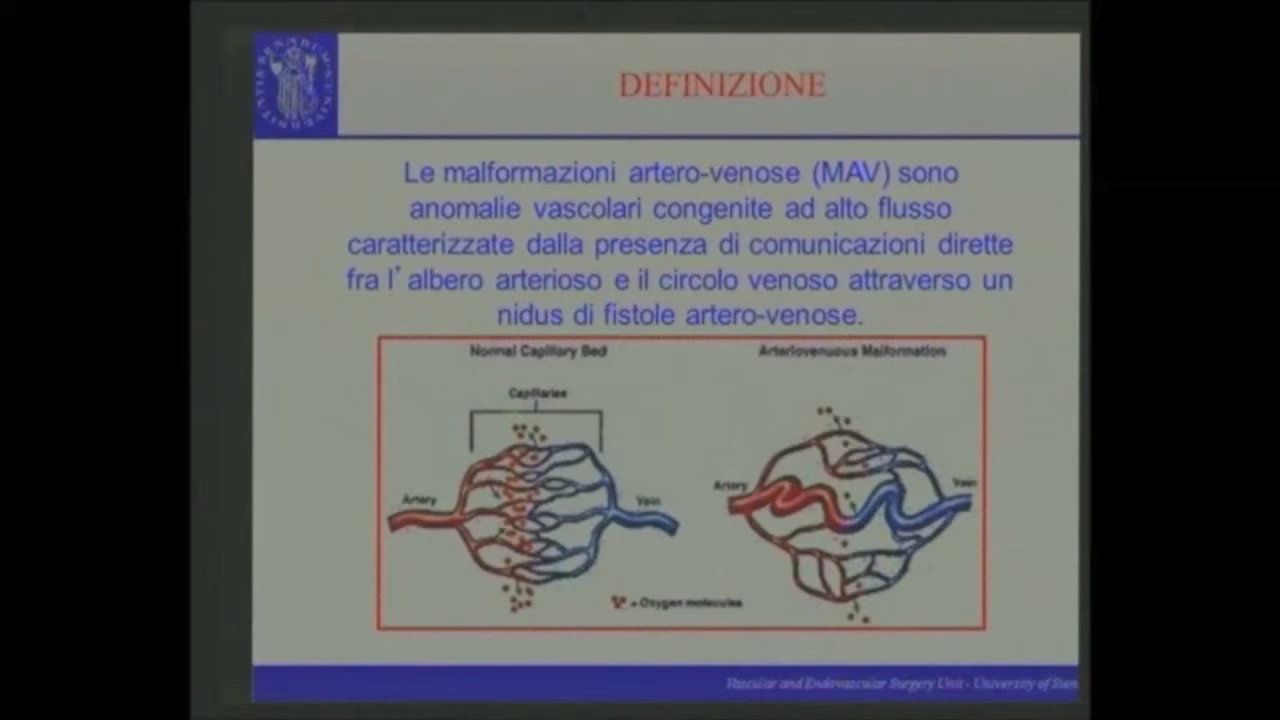 DEFINIZIONE
Le malformazioni artero-venose (MAV) sono
anomalie vascolari congenite ad alto flusso
caratterizzate dalla presenza di comunicazioni dirette
fra l'albero arterioso e il circolo venoso attraverso un
nidus di fistole artero-venose.
Normal Capillary Bed
Arteriovenuous Malformation
Capillaries
Artery
Vein
Artery
Vein
= Oxygen molecules
Vascular and Endovascular Surgery Unit - University of Sien